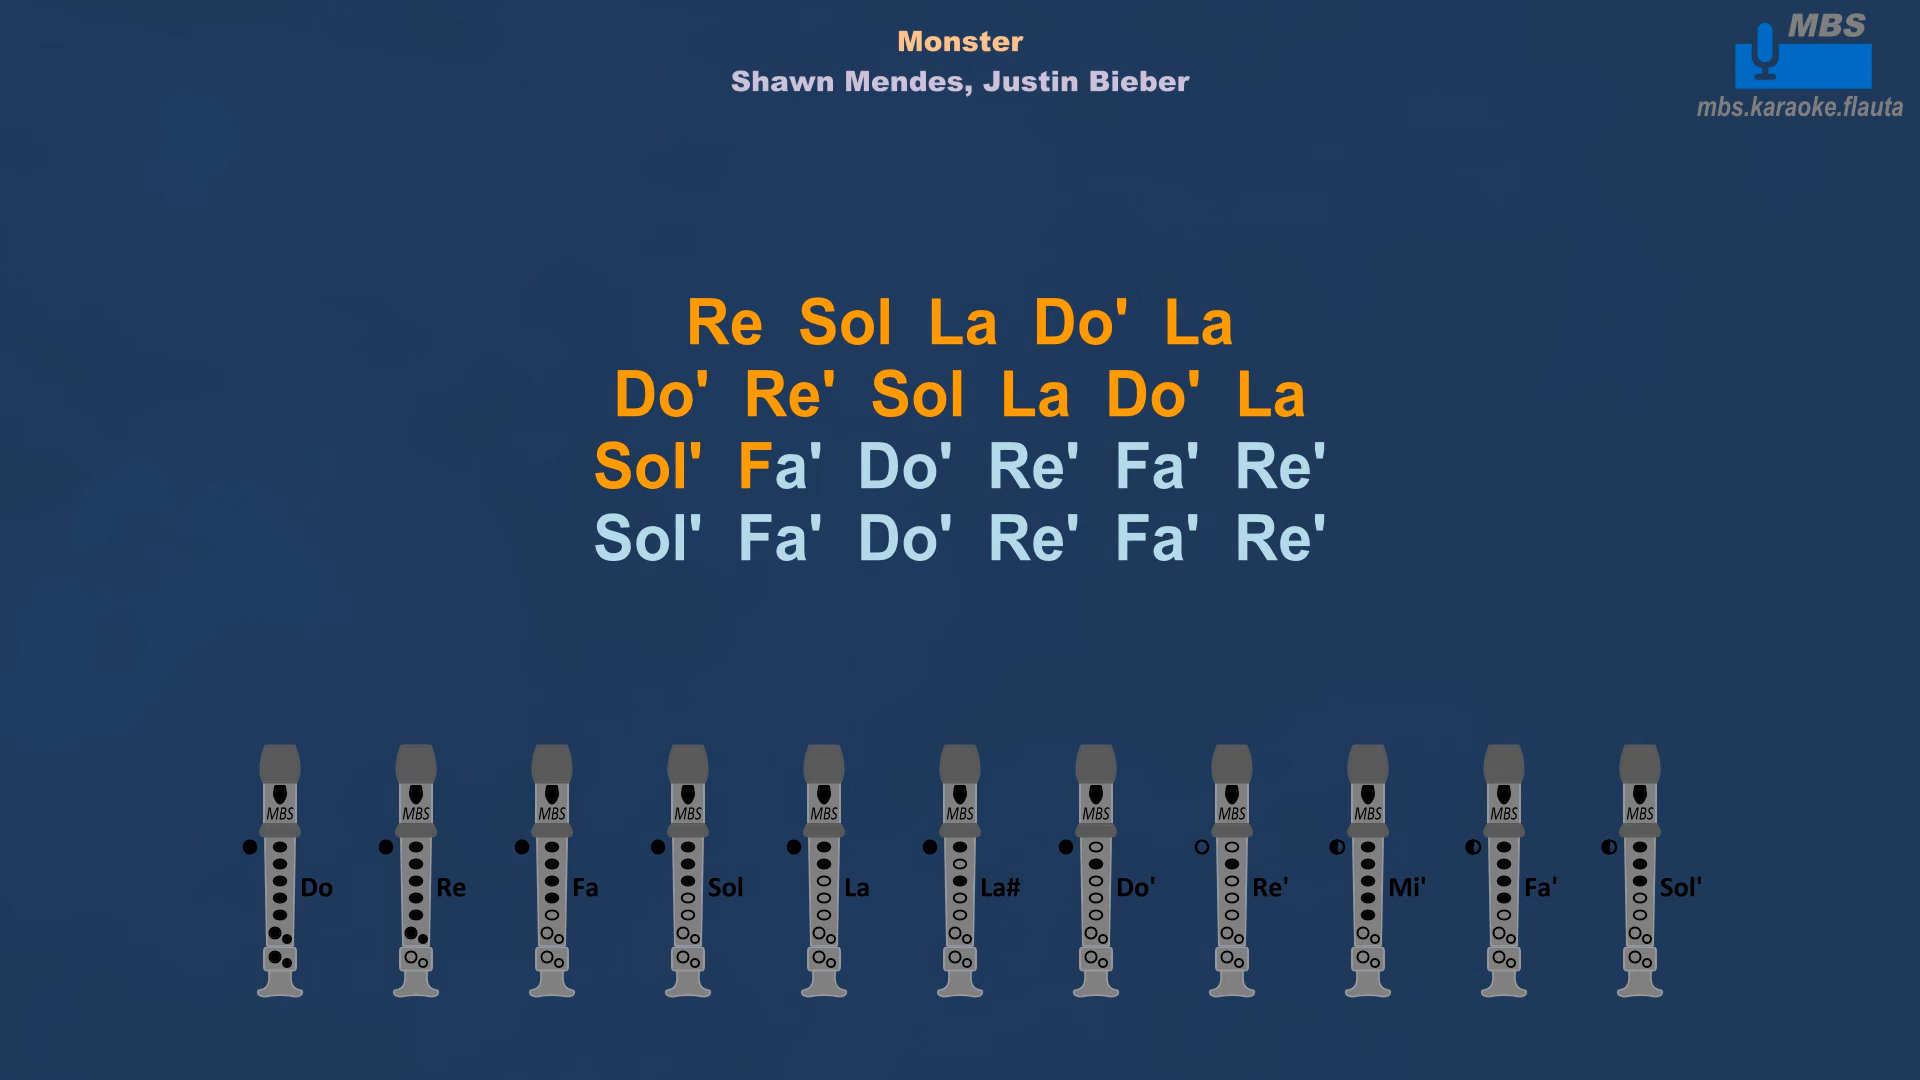 Monster
Shawn Mendes, Justin Bieber
MBS
mbs.karaoke.flauta
Re Sol La Do' La
Do' Re' Sol La Do' La
Sol' Fa' Do' Re' Fa' Re'
Sol' Fa' Do' Re' Fa' Re'
MBS MBS MBS MBS MBS MBS MBS MBS MBS MBS MBS
Do Re Fa Sol La La# Do' Re' Mi' Fa' Sol'